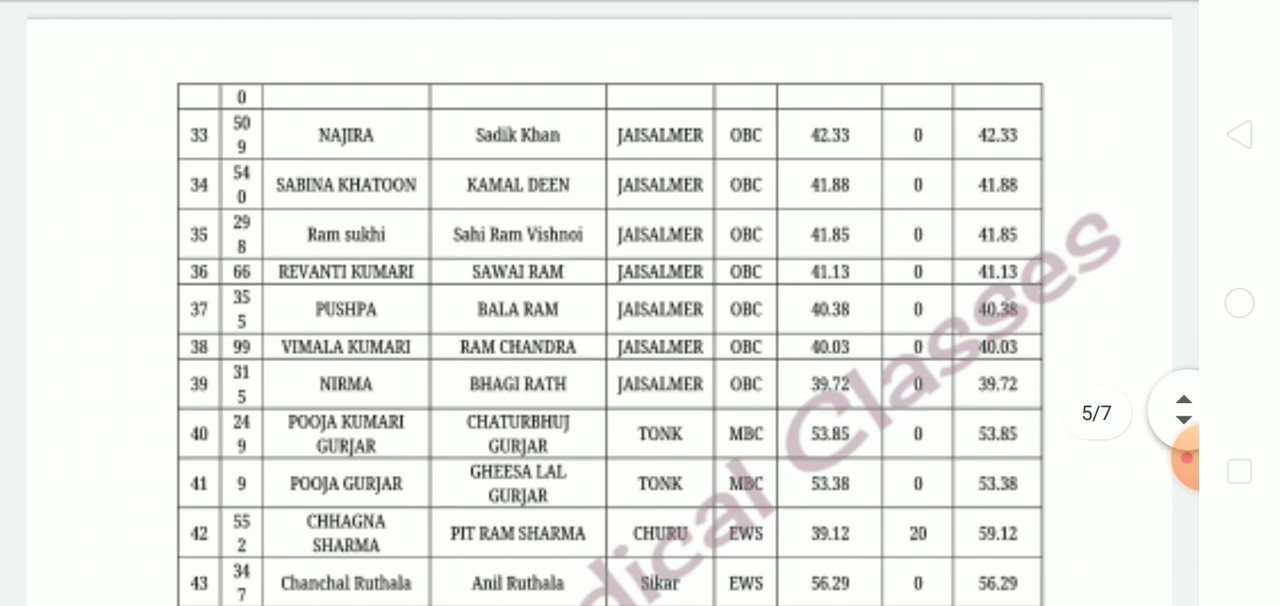 0
33 509 NAJIRA Sadik Khan JAISALMER OBC 42.33 0 42.33
34 540 SABINA KHATOON KAMAL DEEN JAISALMER OBC 41.88 0 41.88
35 298 Ram sukhi Sahi Ram Vishnoi JAISALMER OBC 41.85 0 41.85
36 66 REVANTI KUMARI SAWAI RAM JAISALMER OBC 41.13 0 41.13
37 355 PUSHPA BALA RAM JAISALMER OBC 40.38 0 40.38
38 99 VIMALA KUMARI RAM CHANDRA JAISALMER OBC 40.03 0 40.03
39 315 NIRMA BHAGI RATH JAISALMER OBC 39.72 0 39.72
40 249 POOJA KUMARI GURJAR CHATURBHUJ GURJAR TONK MBC 53.85 0 53.85
41 9 POOJA GURJAR GHEESA LAL GURJAR TONK MBC 53.38 0 53.38
42 552 CHHAGNA SHARMA PIT RAM SHARMA CHURU EWS 39.12 20 59.12
43 347 Chanchal Ruthala Anil Ruthala Sikar EWS 56.29 0 56.29
dical Classes
5/7